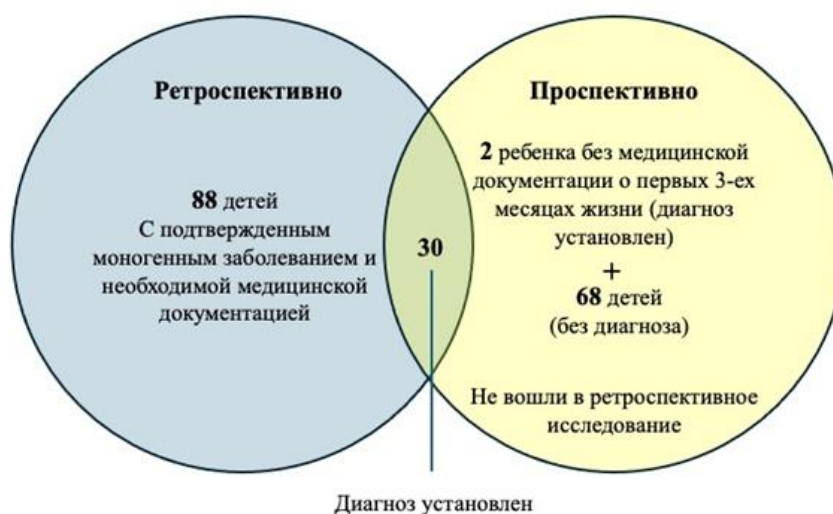 Ретроспективно
88 детей
С подтвержденным
моногенным заболеванием и
необходимой медицинской
документацией
30
Проспективно
2 ребенка без медицинской
документации о первых 3-ех
месяцах жизни (диагноз
установлен)
+
68 детей
(без диагноза)
Не вошли в ретроспективное
исследование
Диагноз установлен